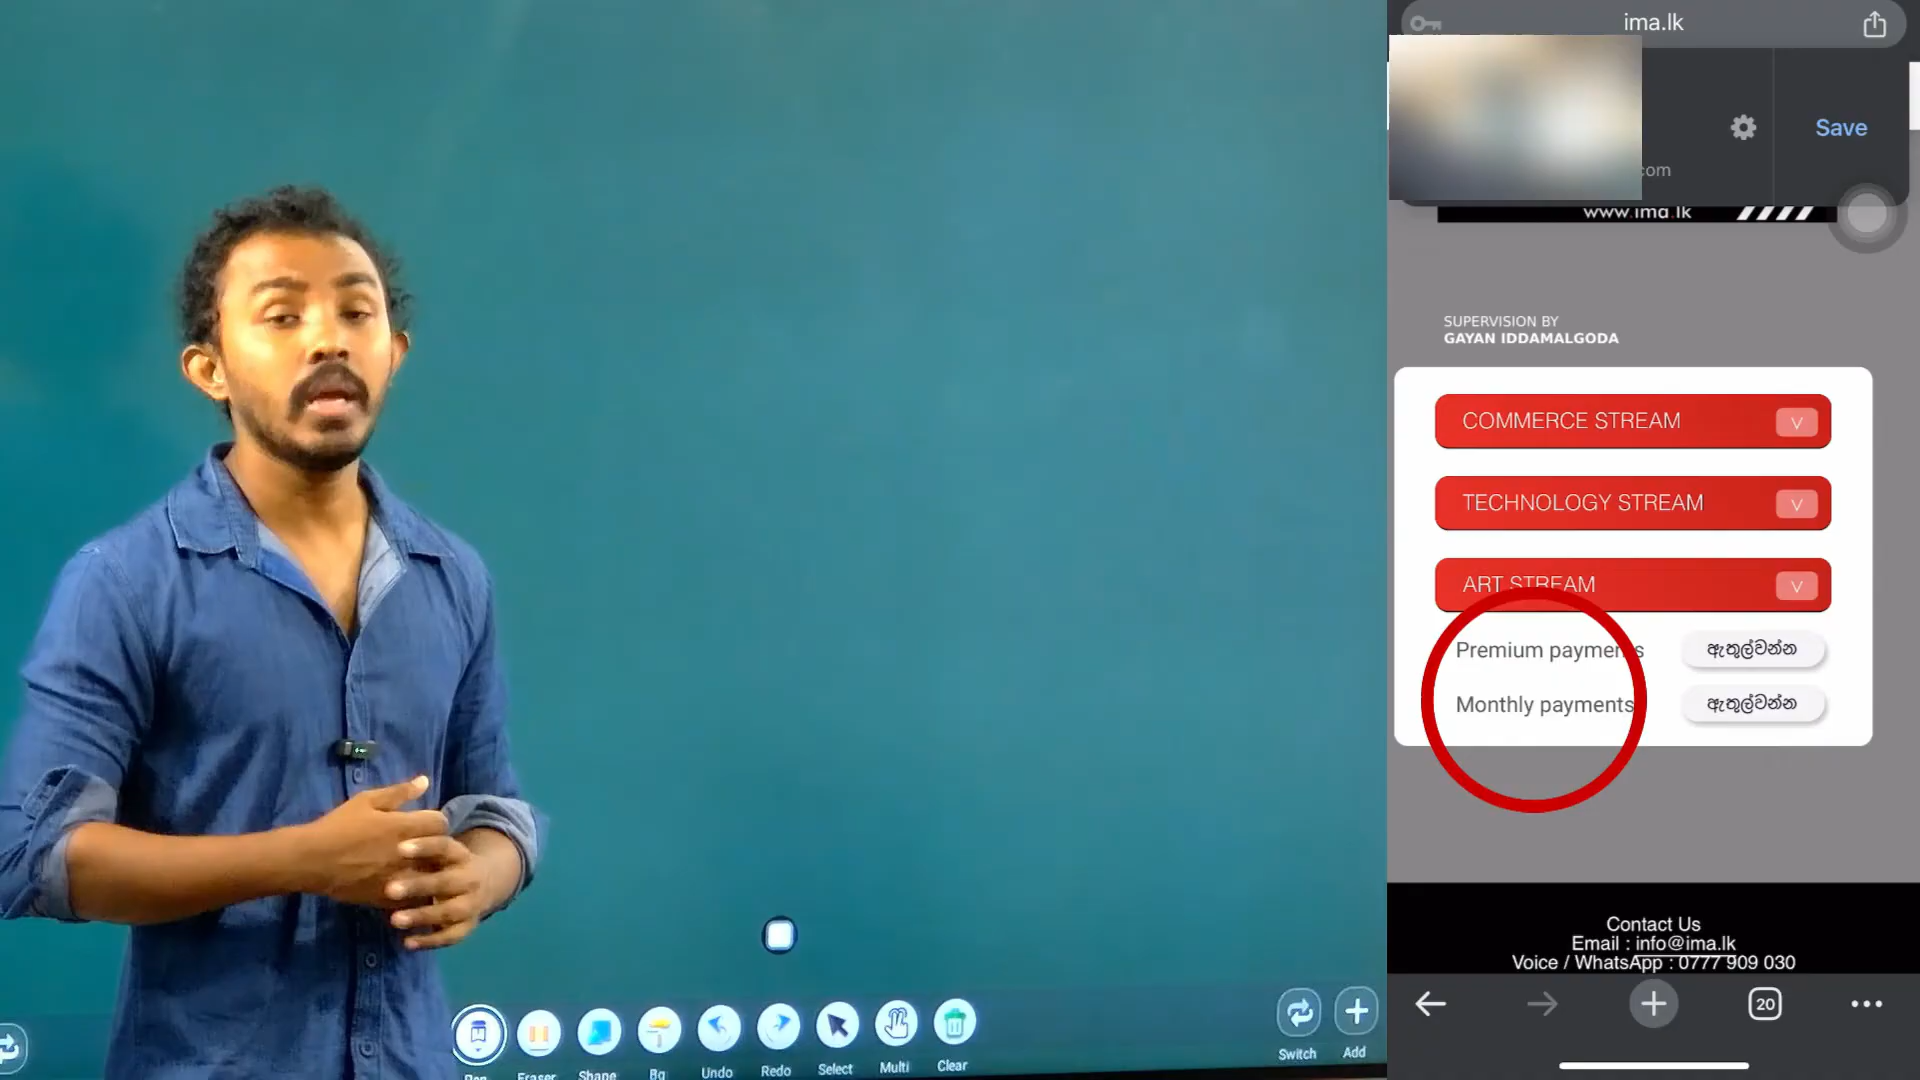 ima.lk
Save
com
www.ima.lk
SUPERVISION BY
GAYAN IDDAMALGODA
COMMERCE STREAM
V
TECHNOLOGY STREAM
V
ART STREAM
V
Premium payments
ඇතුල්වන්න
Monthly payments
ඇතුල්වන්න
Contact Us
Email : info@ima.lk
Voice / WhatsApp : 0777 909 030
20
Pen
Eraser
Shape
Bg
Undo
Redo
Select
Multi
Clear
Switch
Add